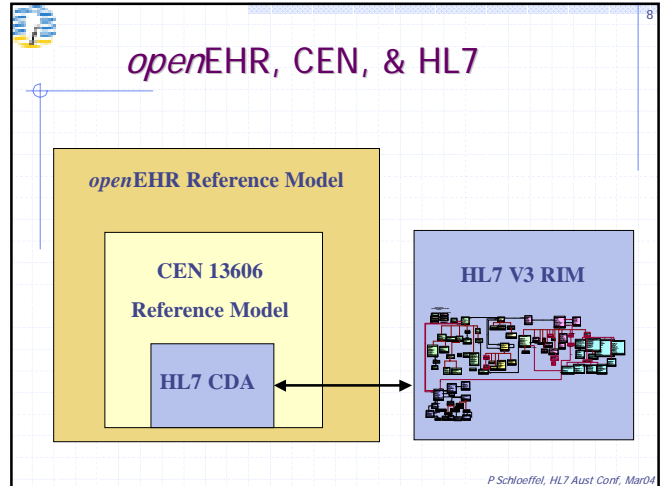 8
openEHR, CEN, & HL7
openEHR Reference Model
CEN 13606
Reference Model
HL7 CDA
HL7 V3 RIM
P Schloeffel, HL7 Aust Conf, Mar04